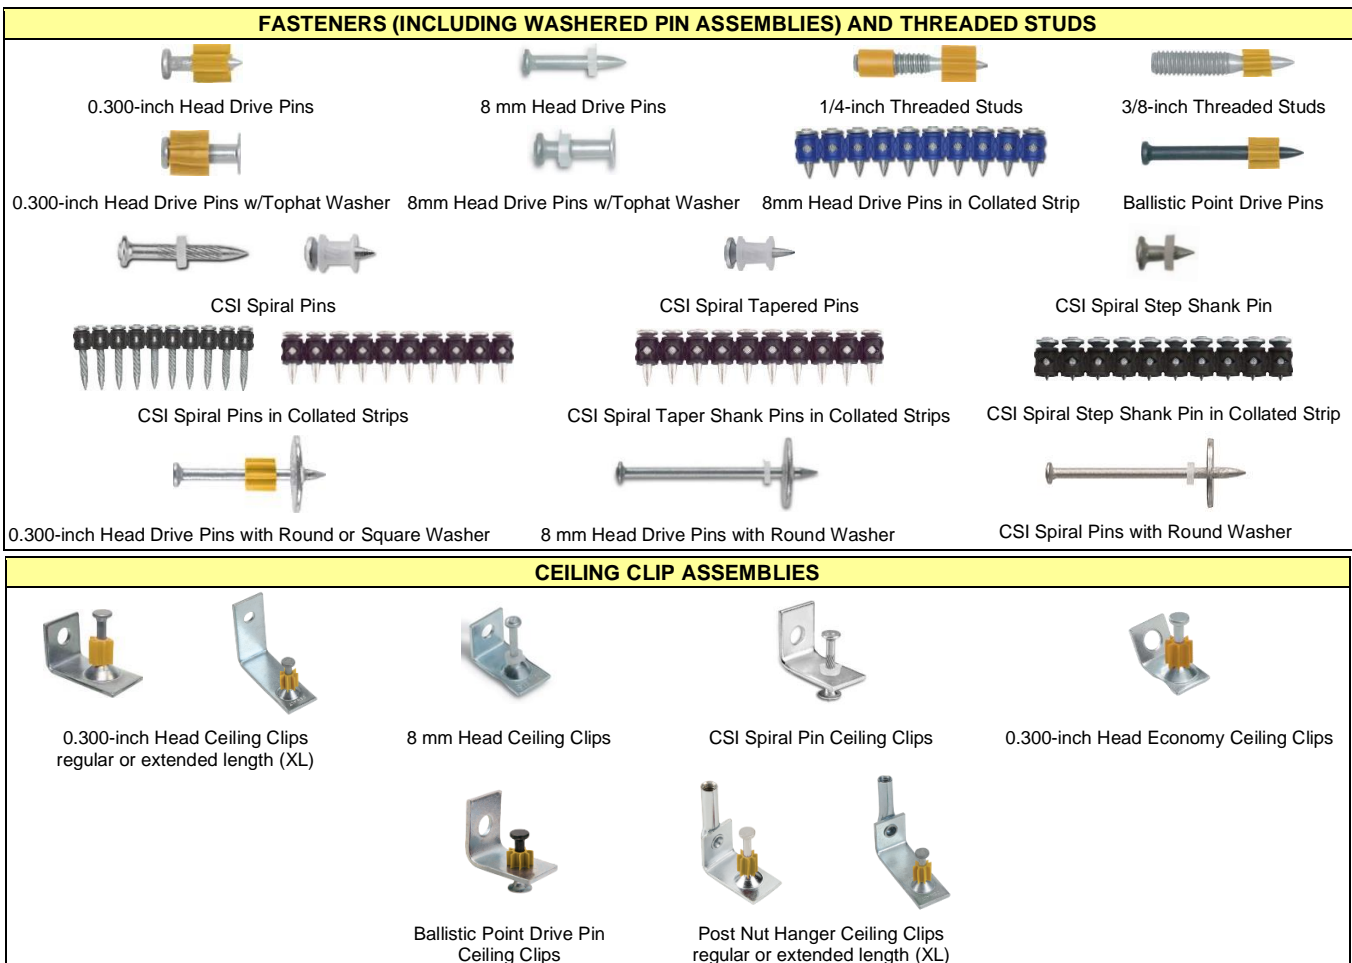 FASTENERS (INCLUDING WASHERED PIN ASSEMBLIES) AND THREADED STUDS
0.300-inch Head Drive Pins
8 mm Head Drive Pins
1/4-inch Threaded Studs
3/8-inch Threaded Studs
0.300-inch Head Drive Pins w/Tophat Washer
8mm Head Drive Pins w/Tophat Washer
8mm Head Drive Pins in Collated Strip
Ballistic Point Drive Pins
CSI Spiral Pins
CSI Spiral Tapered Pins
CSI Spiral Step Shank Pin
CSI Spiral Pins in Collated Strips
CSI Spiral Taper Shank Pins in Collated Strips
CSI Spiral Step Shank Pin in Collated Strip
0.300-inch Head Drive Pins with Round or Square Washer
8 mm Head Drive Pins with Round Washer
CSI Spiral Pins with Round Washer
CEILING CLIP ASSEMBLIES
0.300-inch Head Ceiling Clips
regular or extended length (XL)
8 mm Head Ceiling Clips
CSI Spiral Pin Ceiling Clips
0.300-inch Head Economy Ceiling Clips
Ballistic Point Drive Pin
Ceiling Clips
Post Nut Hanger Ceiling Clips
regular or extended length (XL)